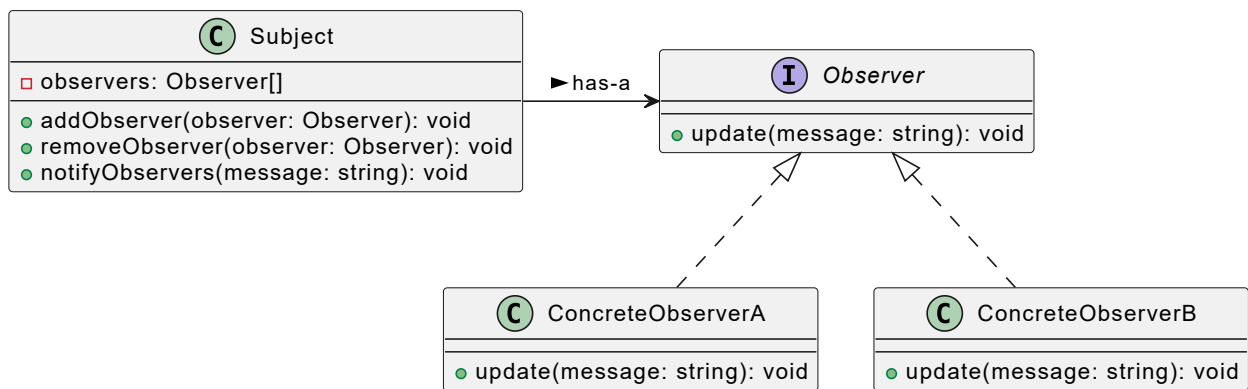 C Subject
observers: Observer[]
addObserver(observer: Observer): void
removeObserver(observer: Observer): void
notifyObservers(message: string): void
has-a
I Observer
update(message: string): void
C ConcreteObserverA
update(message: string): void
C ConcreteObserverB
update(message: string): void